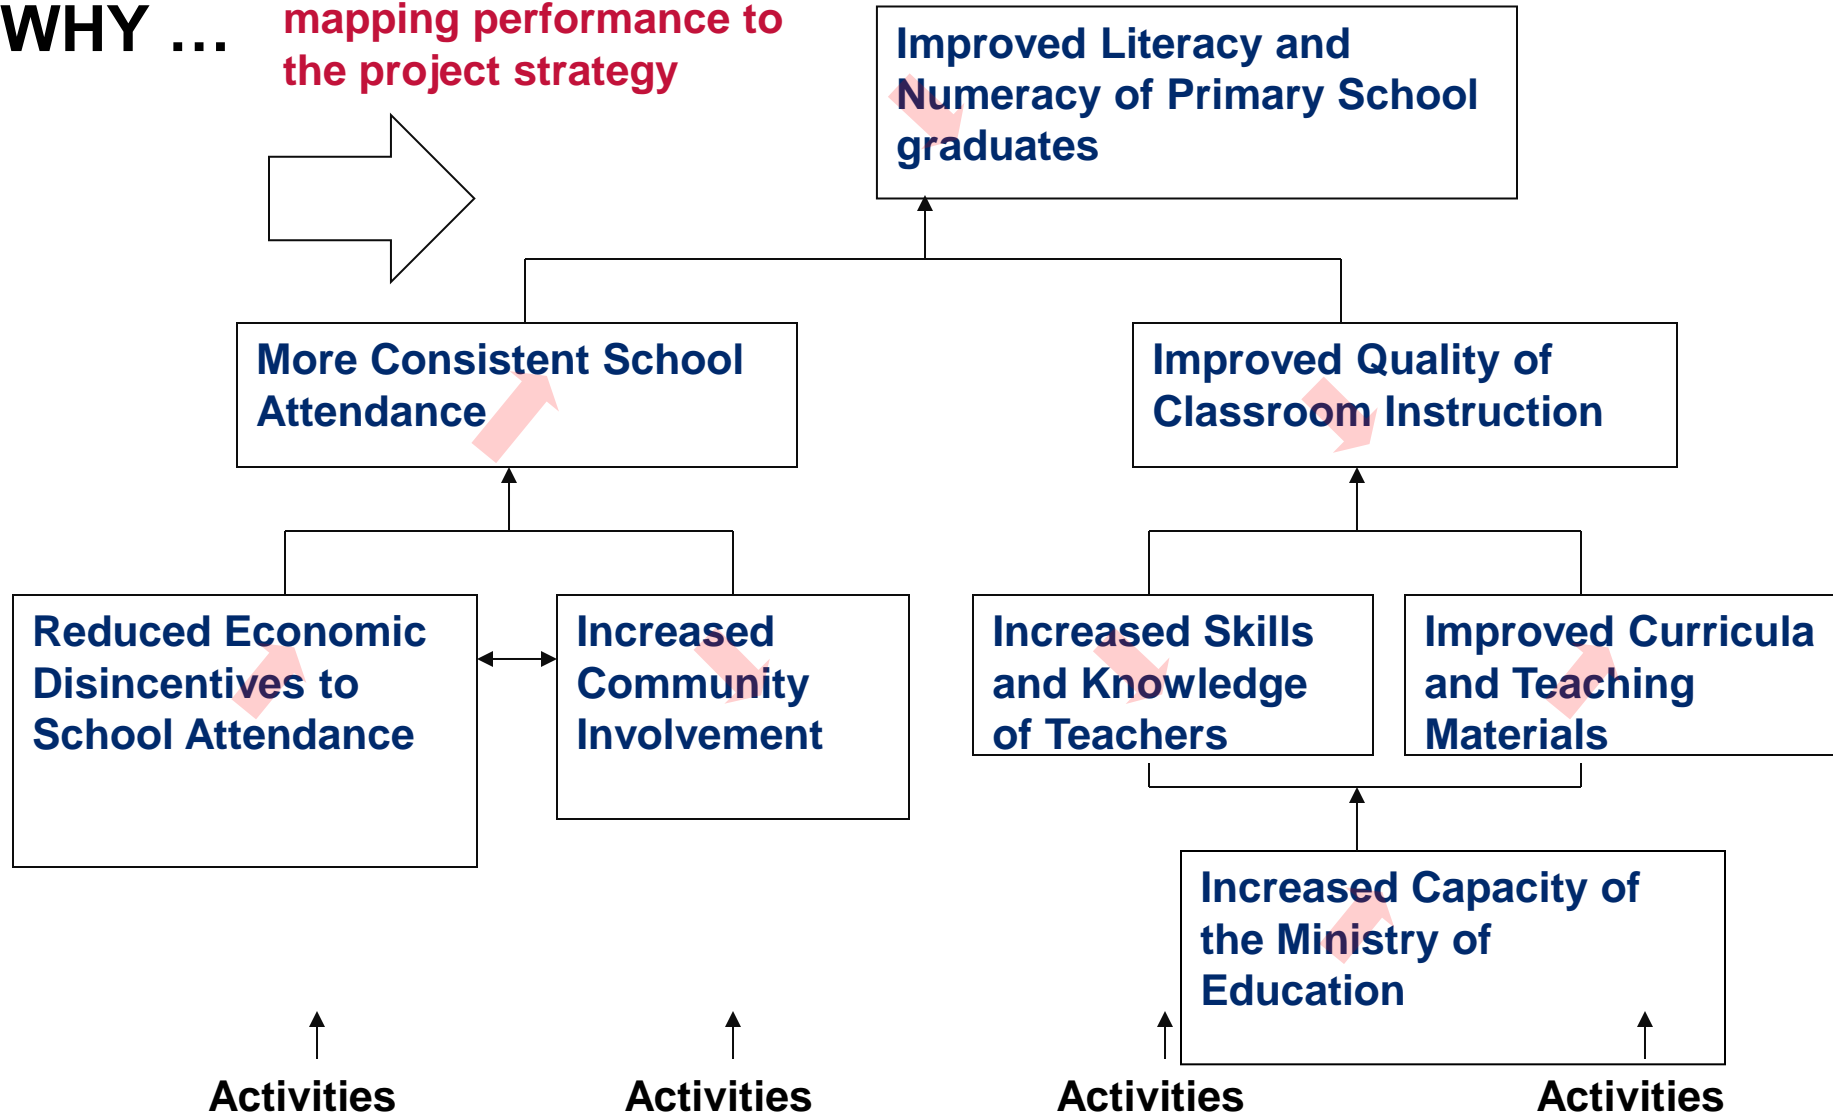 WHY ...
mapping performance to
the project strategy
Improved Literacy and
Numeracy of Primary School
graduates
More Consistent School
Attendance
Improved Quality of
Classroom Instruction
Reduced Economic
Disincentives to
School Attendance
Increased
Community
Involvement
Increased Skills
and Knowledge
of Teachers
Improved Curricula
and Teaching
Materials
Increased Capacity of
the Ministry of
Education
Activities
Activities
Activities
Activities